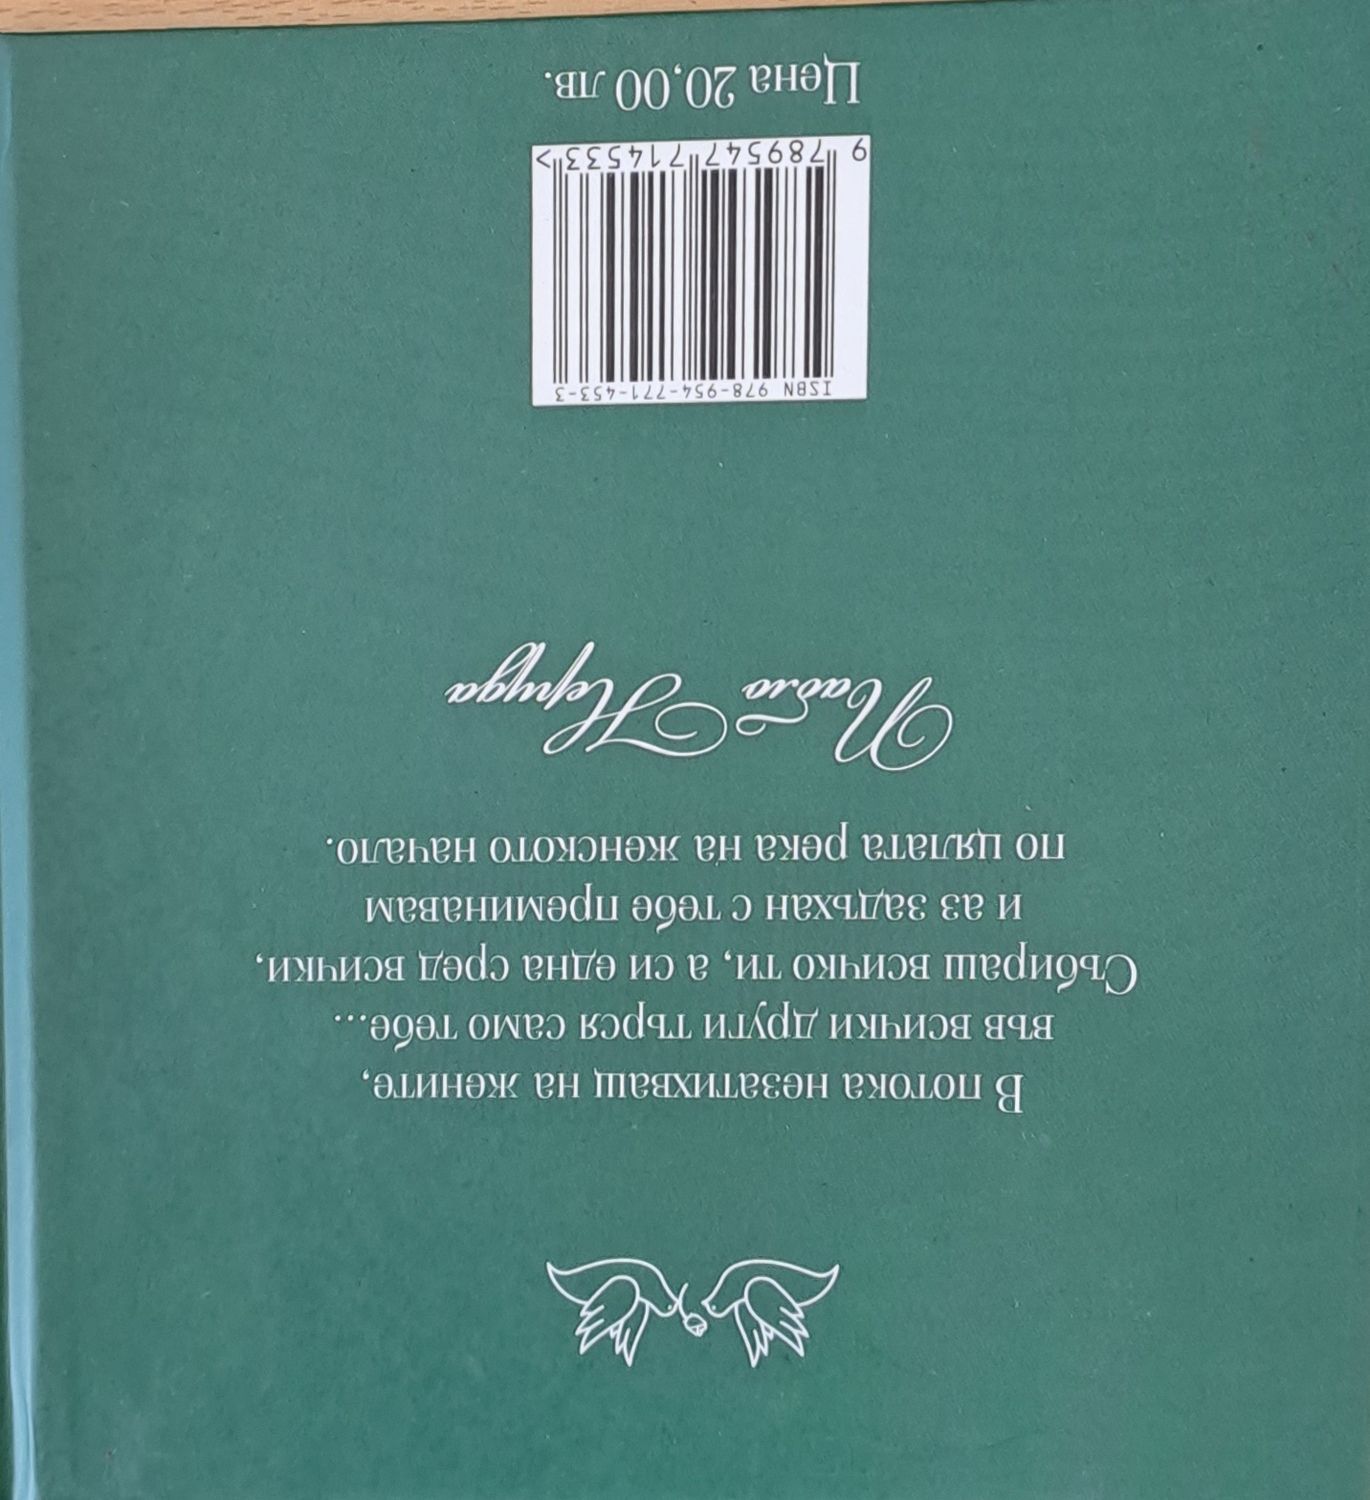 В потока незатихващ на жените,
във всички други търся само тебе...
Събираш всичко ти, а си една сред всички,
и аз задъхан с тебе преминавам
по цялата река на женското начало.
Пабло Неруда
ISBN 978-954-771-453-3
9 789547 714533 >
Цена 20,00 лв.